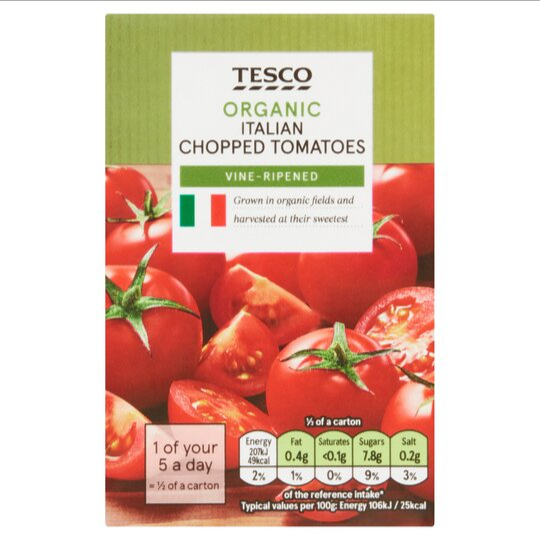 TESCO
ORGANIC
ITALIAN
CHOPPED TOMATOES
VINE-RIPENED
Grown in organic fields and
harvested at their sweetest
1 of your
5 a day
= ½ of a carton
½ of a carton
Energy Fat Saturates Sugars Salt
207kJ
49kcal 0.4g <0.1g 7.8g 0.2g
2% 1% 0% 9% 3%
of the reference intake*
Typical values per 100g: Energy 106kJ / 25kcal